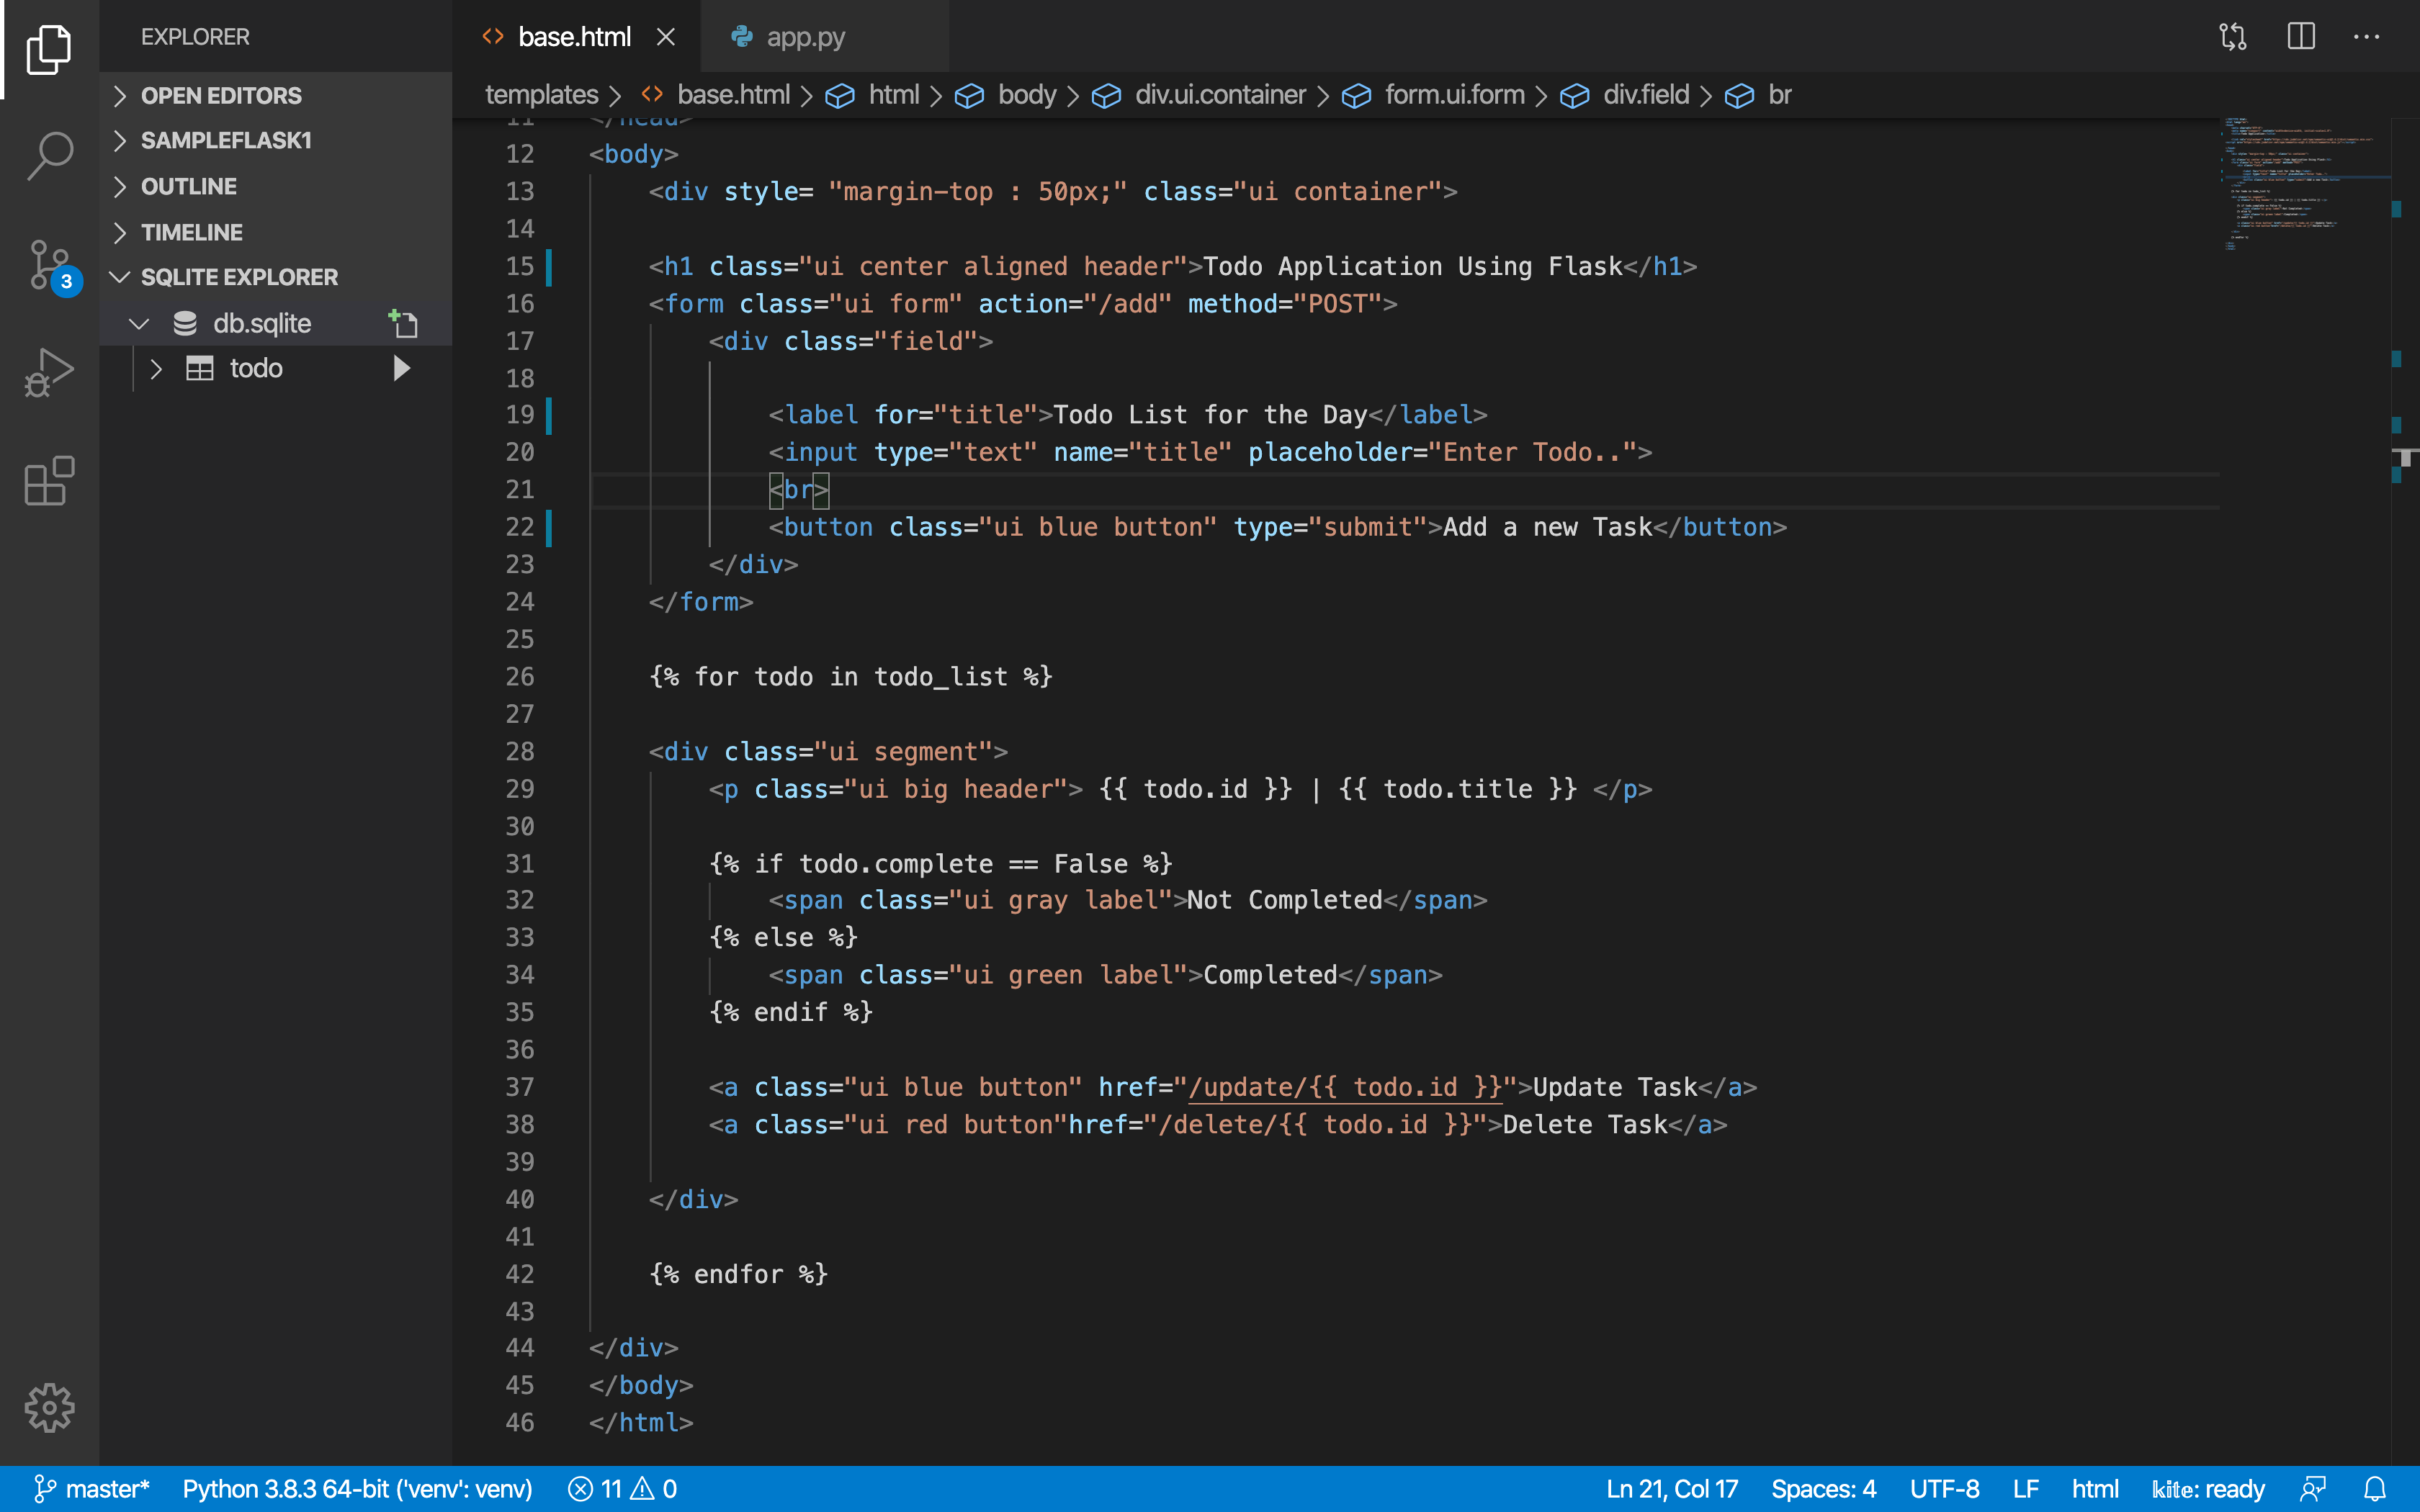 EXPLORER
OPEN EDITORS
SAMPLEFLASK1
OUTLINE
TIMELINE
SQLITE EXPLORER
db.sqlite
todo
3
base.html
app.py
templates > base.html > html > body > div.ui.container > form.ui.form > div.field > br
11 </head>
12 <body>
13 <div style= "margin-top : 50px;" class="ui container">
14
15 <h1 class="ui center aligned header">Todo Application Using Flask</h1>
16 <form class="ui form" action="/add" method="POST">
17 <div class="field">
18
19 <label for="title">Todo List for the Day</label>
20 <input type="text" name="title" placeholder="Enter Todo..">
21 <br>
22 <button class="ui blue button" type="submit">Add a new Task</button>
23 </div>
24 </form>
25
26 {% for todo in todo_list %}
27
28 <div class="ui segment">
29 <p class="ui big header"> {{ todo.id }} | {{ todo.title }} </p>
30
31 {% if todo.complete == False %}
32 <span class="ui gray label">Not Completed</span>
33 {% else %}
34 <span class="ui green label">Completed</span>
35 {% endif %}
36
37 <a class="ui blue button" href="/update/{{ todo.id }}">Update Task</a>
38 <a class="ui red button"href="/delete/{{ todo.id }}">Delete Task</a>
39
40 </div>
41
42 {% endfor %}
43
44 </div>
45 </body>
46 </html>
master* Python 3.8.3 64-bit ('venv': venv) 11 0 Ln 21, Col 17 Spaces: 4 UTF-8 LF html kite: ready